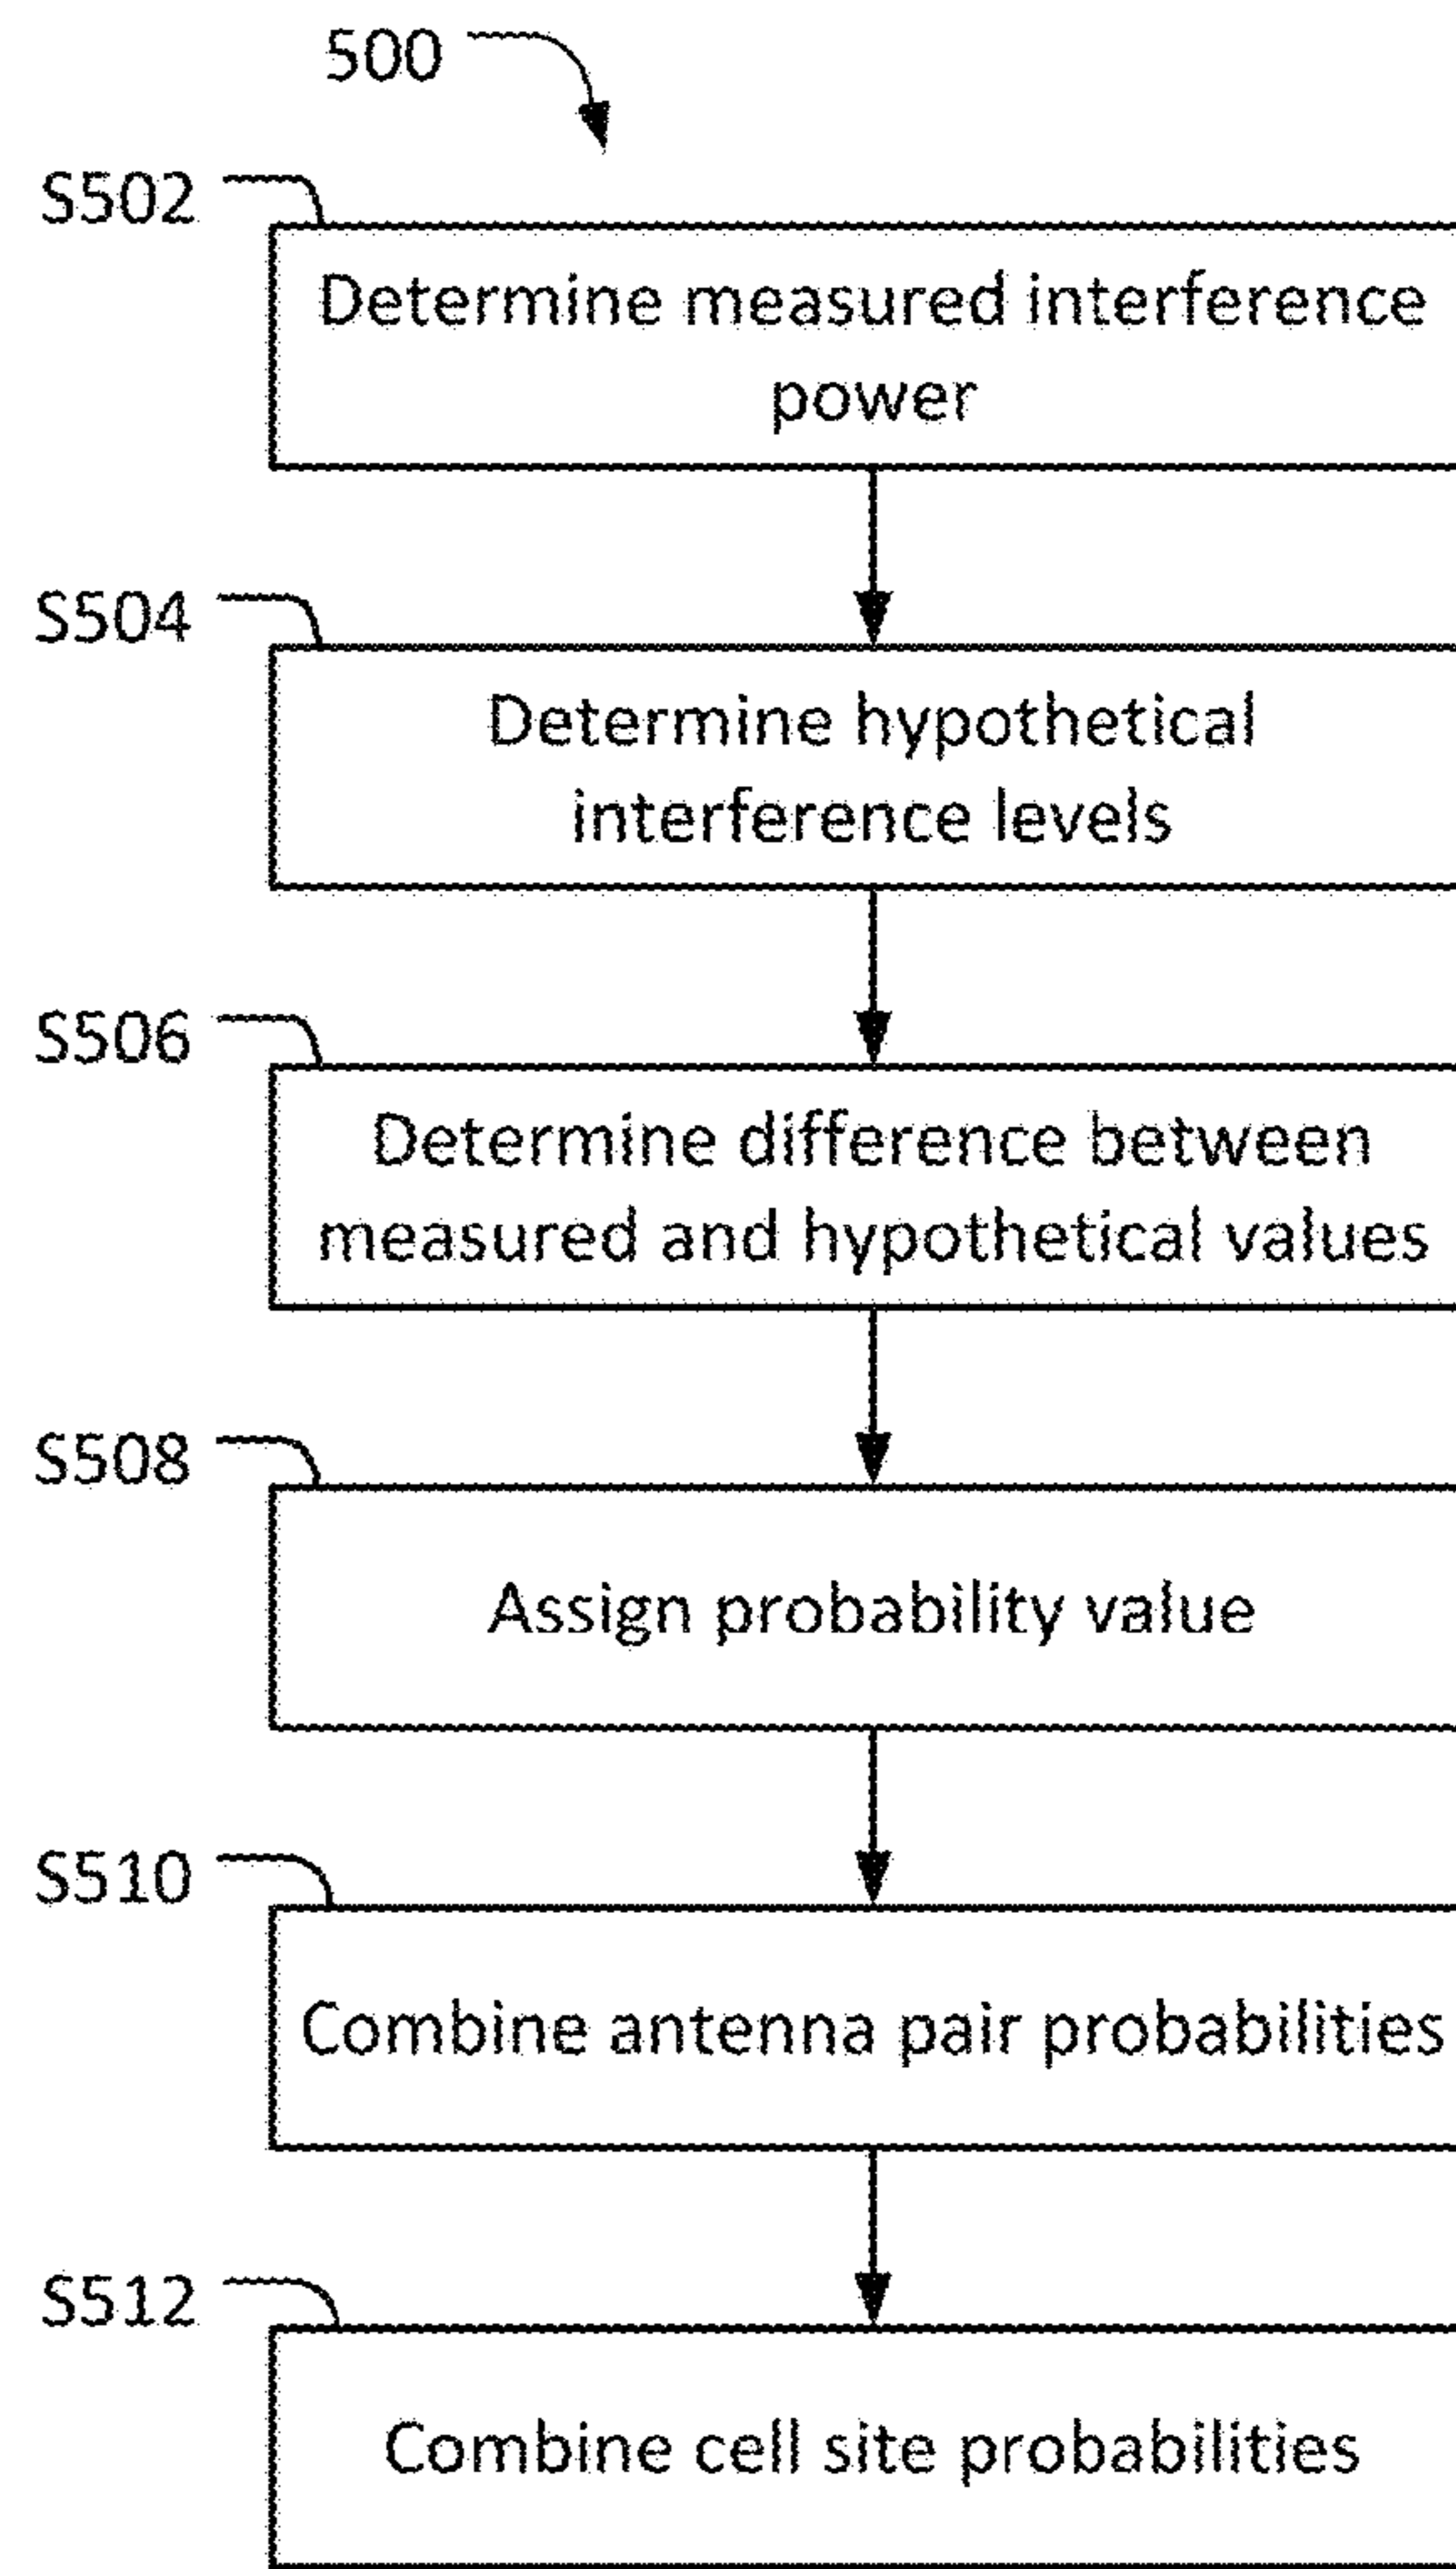 500
S502
Determine measured interference
power
S504
Determine hypothetical
interference levels
S506
Determine difference between
measured and hypothetical values
S508
Assign probability value
S510
Combine antenna pair probabilities
S512
Combine cell site probabilities